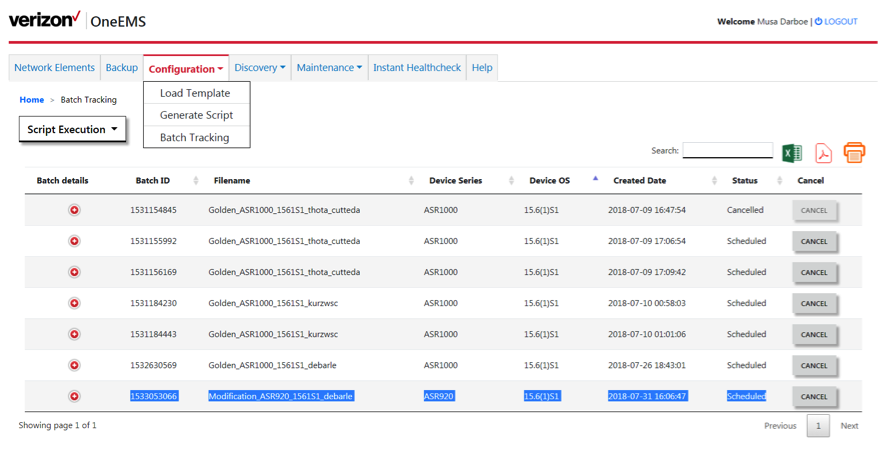 verizon✓ OneEMS
Welcome Musa Darboe | LOGOUT
Network Elements Backup Configuration Discovery Maintenance Instant Healthcheck Help
Load Template
Generate Script
Batch Tracking
Home > Batch Tracking
Script Execution
Search:
Batch details Batch ID Filename Device Series Device OS Created Date Status Cancel
1531154845 Golden_ASR1000_1561S1_thota_cutteda ASR1000 15.6(1)S1 2018-07-09 16:47:54 Cancelled CANCEL
1531155992 Golden_ASR1000_1561S1_thota_cutteda ASR1000 15.6(1)S1 2018-07-09 17:06:54 Scheduled CANCEL
1531156169 Golden_ASR1000_1561S1_thota_cutteda ASR1000 15.6(1)S1 2018-07-09 17:09:42 Scheduled CANCEL
1531184230 Golden_ASR1000_1561S1_kurzwsc ASR1000 15.6(1)S1 2018-07-10 00:58:03 Scheduled CANCEL
1531184443 Golden_ASR1000_1561S1_kurzwsc ASR1000 15.6(1)S1 2018-07-10 01:01:06 Scheduled CANCEL
1532630569 Golden_ASR1000_1561S1_debarle ASR1000 15.6(1)S1 2018-07-26 18:43:01 Scheduled CANCEL
1533053066 Modification_ASR920_1561S1_debarle ASR920 15.6(1)S1 2018-07-31 16:06:47 Scheduled CANCEL
Showing page 1 of 1
Previous 1 Next